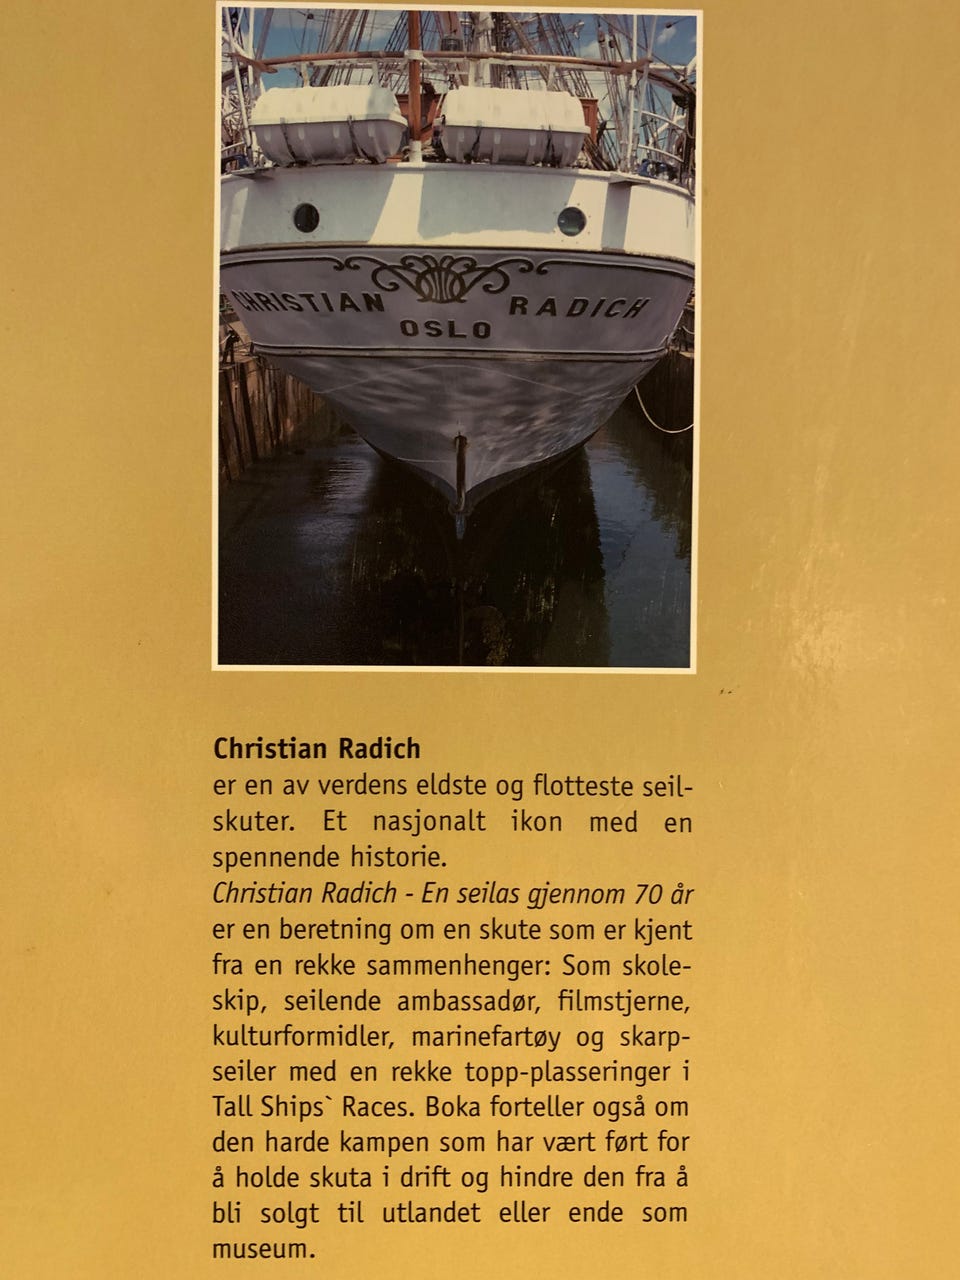 CHRISTIAN RADICH
OSLO
Christian Radich
er en av verdens eldste og flotteste seil-
skuter. Et nasjonalt ikon med en
spennende historie.
Christian Radich - En seilas gjennom 70 år
er en beretning om en skute som er kjent
fra en rekke sammenhenger: Som skole-
skip, seilende ambassadør, filmstjerne,
kulturformidler, marinefartøy og skarp-
seiler med en rekke topp-plasseringer i
Tall Ships` Races. Boka forteller også om
den harde kampen som har vært ført for
å holde skuta i drift og hindre den fra å
bli solgt til utlandet eller ende som
museum.